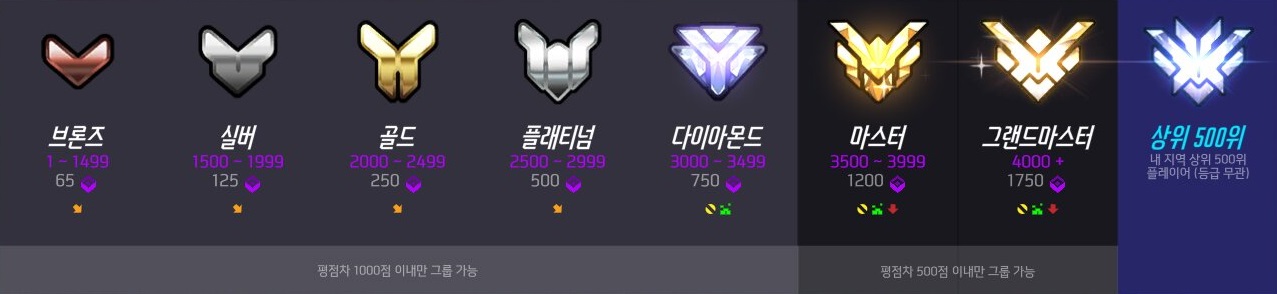 브론즈
1 ~ 1499
65
실버
1500 ~ 1999
125
골드
2000 ~ 2499
250
플래티넘
2500 ~ 2999
500
다이아몬드
3000 ~ 3499
750
마스터
3500 ~ 3999
1200
그랜드마스터
4000 +
1750
상위 500위
내 지역 상위 500위
플레이어 (등급 무관)
평점차 1000점 이내만 그룹 가능
평점차 500점 이내만 그룹 가능